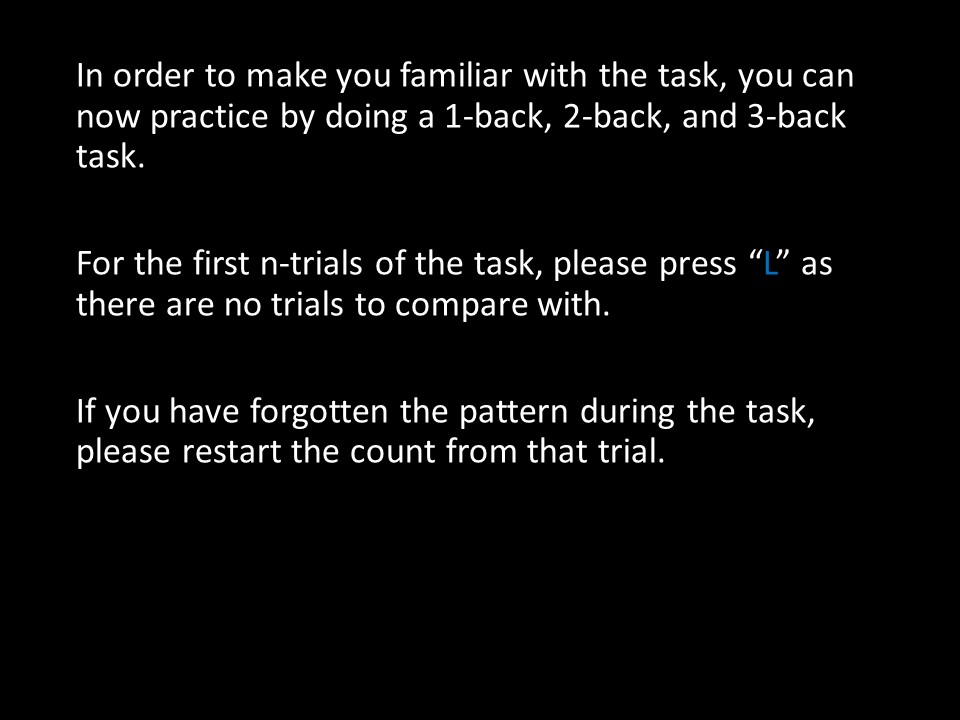 In order to make you familiar with the task, you can
now practice by doing a 1-back, 2-back, and 3-back
task.
For the first n-trials of the task, please press “L” as
there are no trials to compare with.
If you have forgotten the pattern during the task,
please restart the count from that trial.